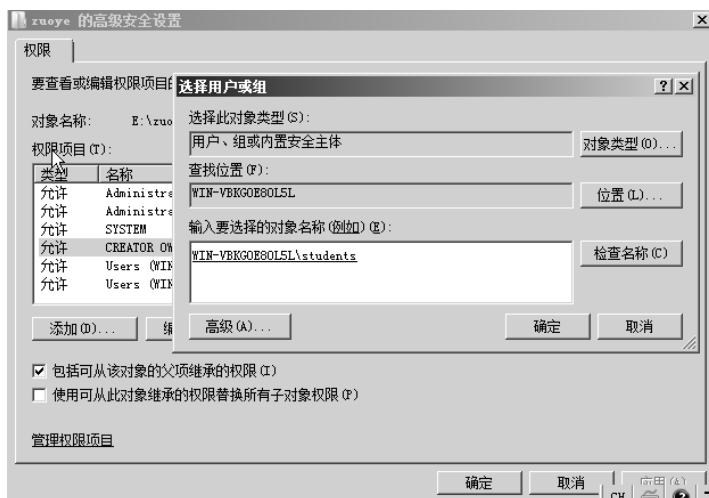 zuoye 的高级安全设置
权限
要查看或编辑权限项目的
对象名称: E:\zuo
权限项目(T):
类型 名称
允许 Administra
允许 Administra
允许 SYSTEM
允许 CREATOR OW
允许 Users (WIN
允许 Users (WIN
添加(D)... 编
包括可从该对象的父项继承的权限(I)
使用可从此对象继承的权限替换所有子对象权限(P)
管理权限项目
确定 取消 应用(A)
CH
选择用户或组
选择此对象类型(S):
用户、组或内置安全主体 对象类型(O)...
查找位置(F):
WIN-VBKGOE8OL5L 位置(L)...
输入要选择的对象名称(例如)(E):
WIN-VBKGOE8OL5L\students 检查名称(C)
高级(A)... 确定 取消